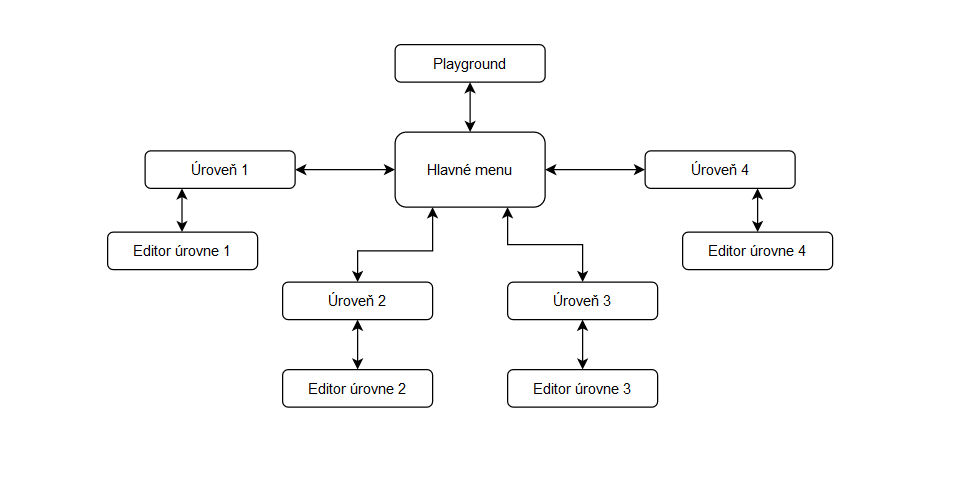 Playground
Úroveň 1
Hlavné menu
Úroveň 4
Editor úrovne 1
Editor úrovne 4
Úroveň 2
Úroveň 3
Editor úrovne 2
Editor úrovne 3